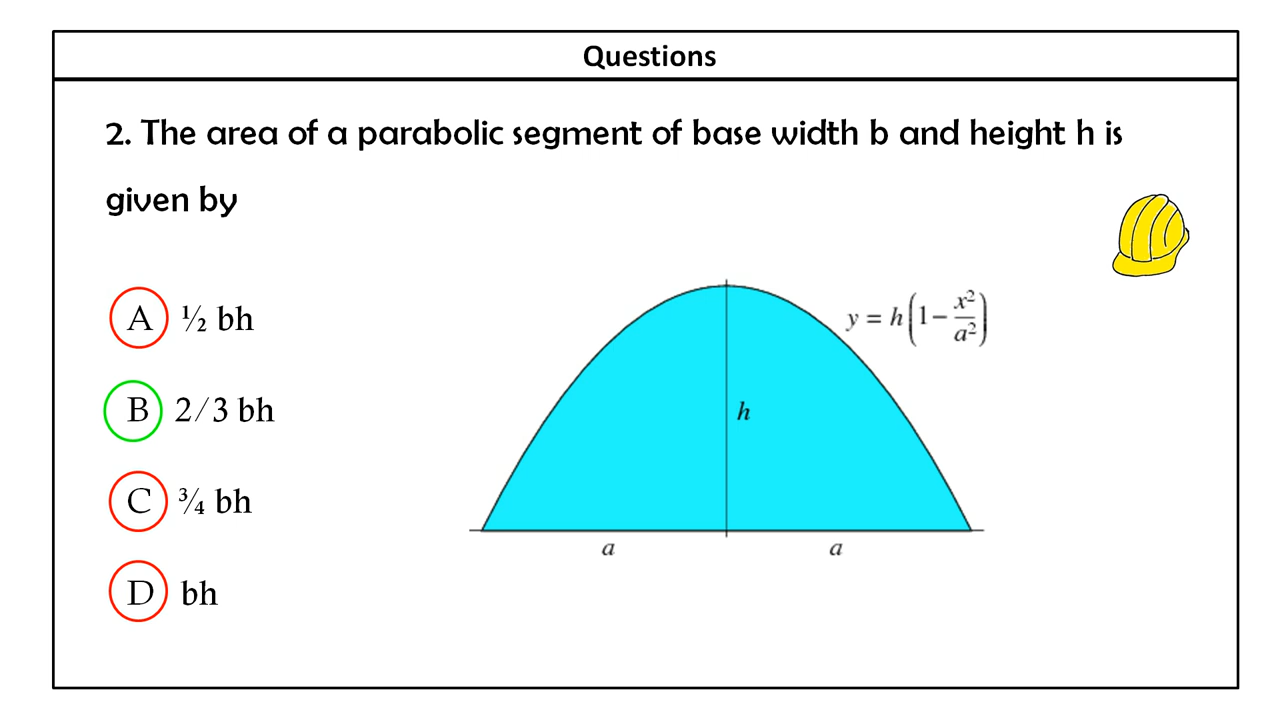 Questions
2. The area of a parabolic segment of base width b and height h is
given by
A ½ bh
B 2/3 bh
C ¾ bh
D bh
y = h(1 − x²/a²)
h
a a